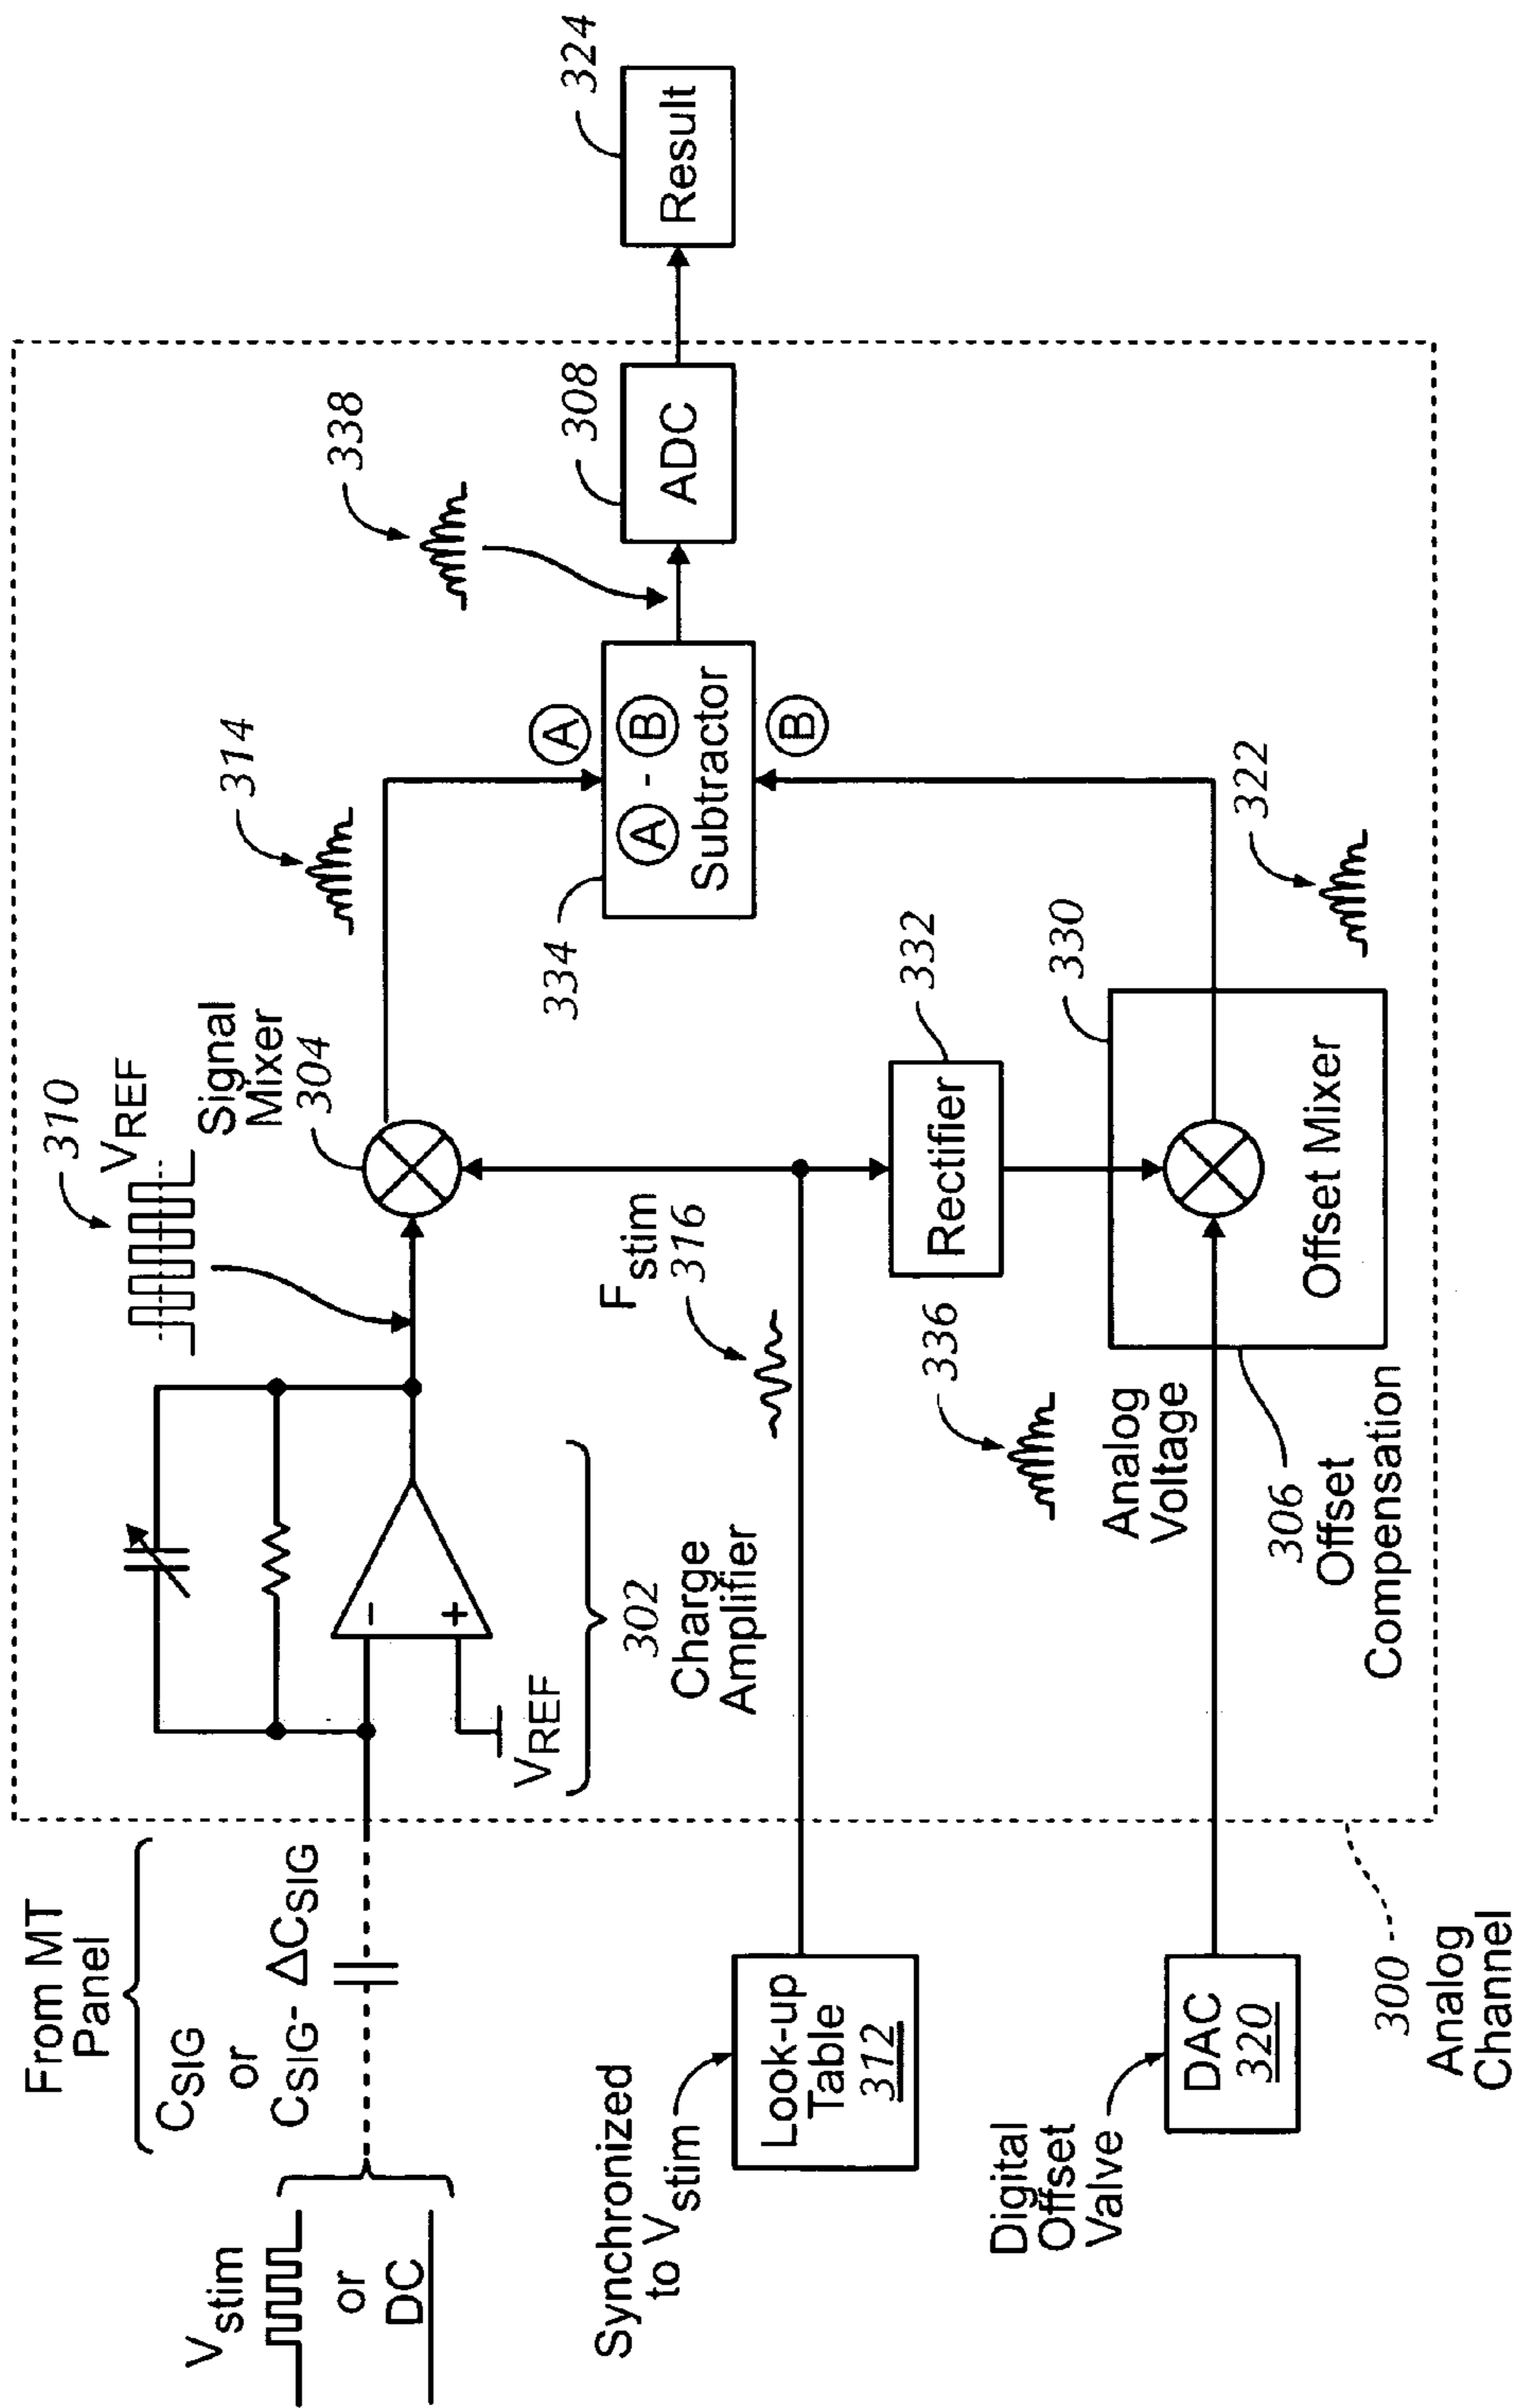 From MT
Panel
CSIG
or
CSIG- ΔCSIG
Vstim
or
DC
310
VREF
Signal
Mixer
304
314
338
308
ADC
324
Result
A
A - B
Subtractor
B
334
-
+
VREF
302
Charge
Amplifier
Fstim
316
Synchronized
to Vstim
Look-up
Table
312
Rectifier
332
336
330
322
Analog
Voltage
Offset Mixer
306
Offset
Compensation
Digital
Offset
Valve
DAC
320
300
Analog
Channel